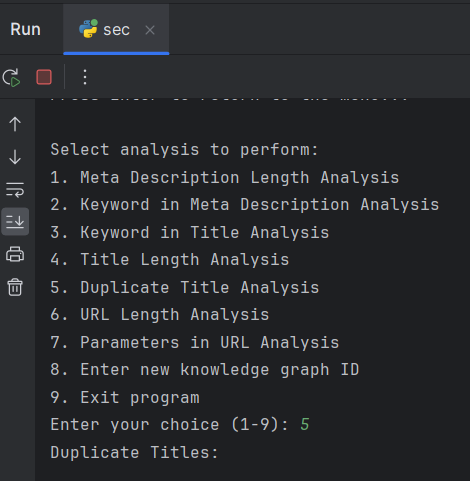 Run
sec
Select analysis to perform:
1. Meta Description Length Analysis
2. Keyword in Meta Description Analysis
3. Keyword in Title Analysis
4. Title Length Analysis
5. Duplicate Title Analysis
6. URL Length Analysis
7. Parameters in URL Analysis
8. Enter new knowledge graph ID
9. Exit program
Enter your choice (1-9): 5
Duplicate Titles: